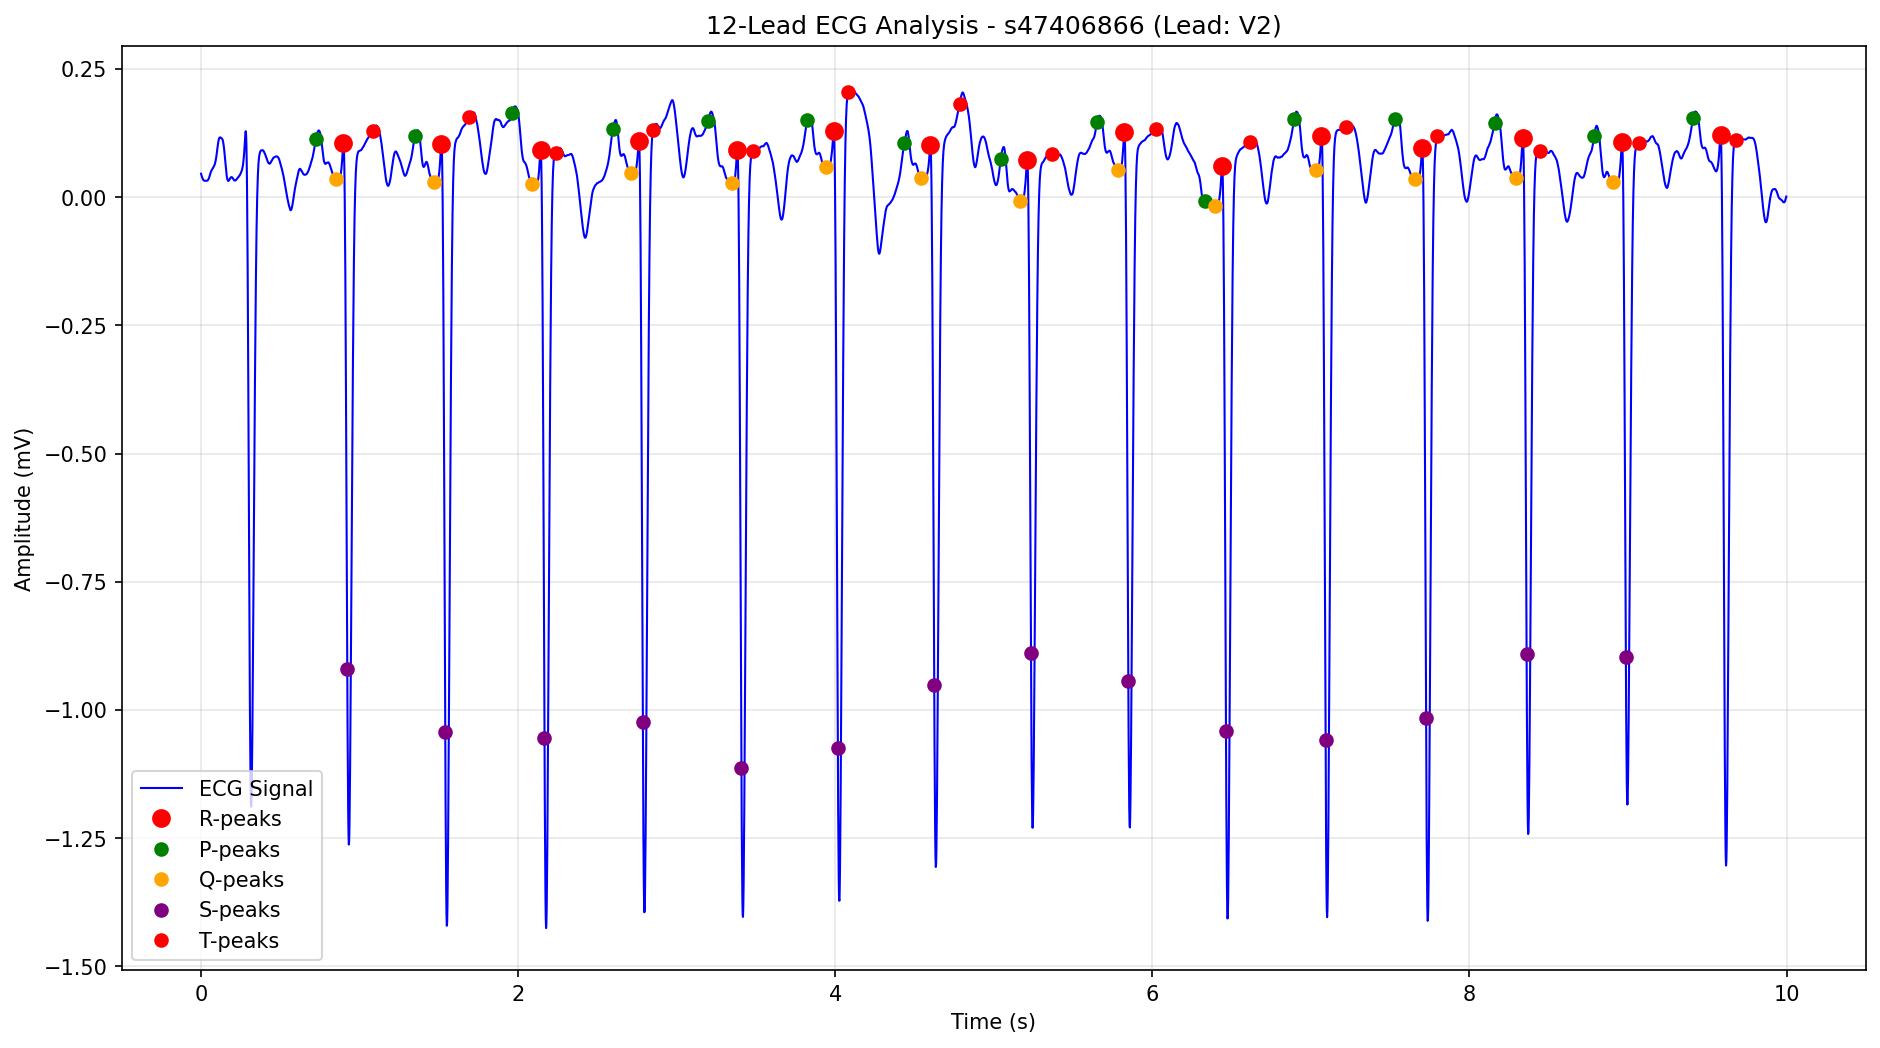 12-Lead ECG Analysis - s47406866 (Lead: V2)
0.25
0.00
−0.25
−0.50
−0.75
−1.00
−1.25
−1.50
Amplitude (mV)
ECG Signal
R-peaks
P-peaks
Q-peaks
S-peaks
T-peaks
0 2 4 6 8 10
Time (s)